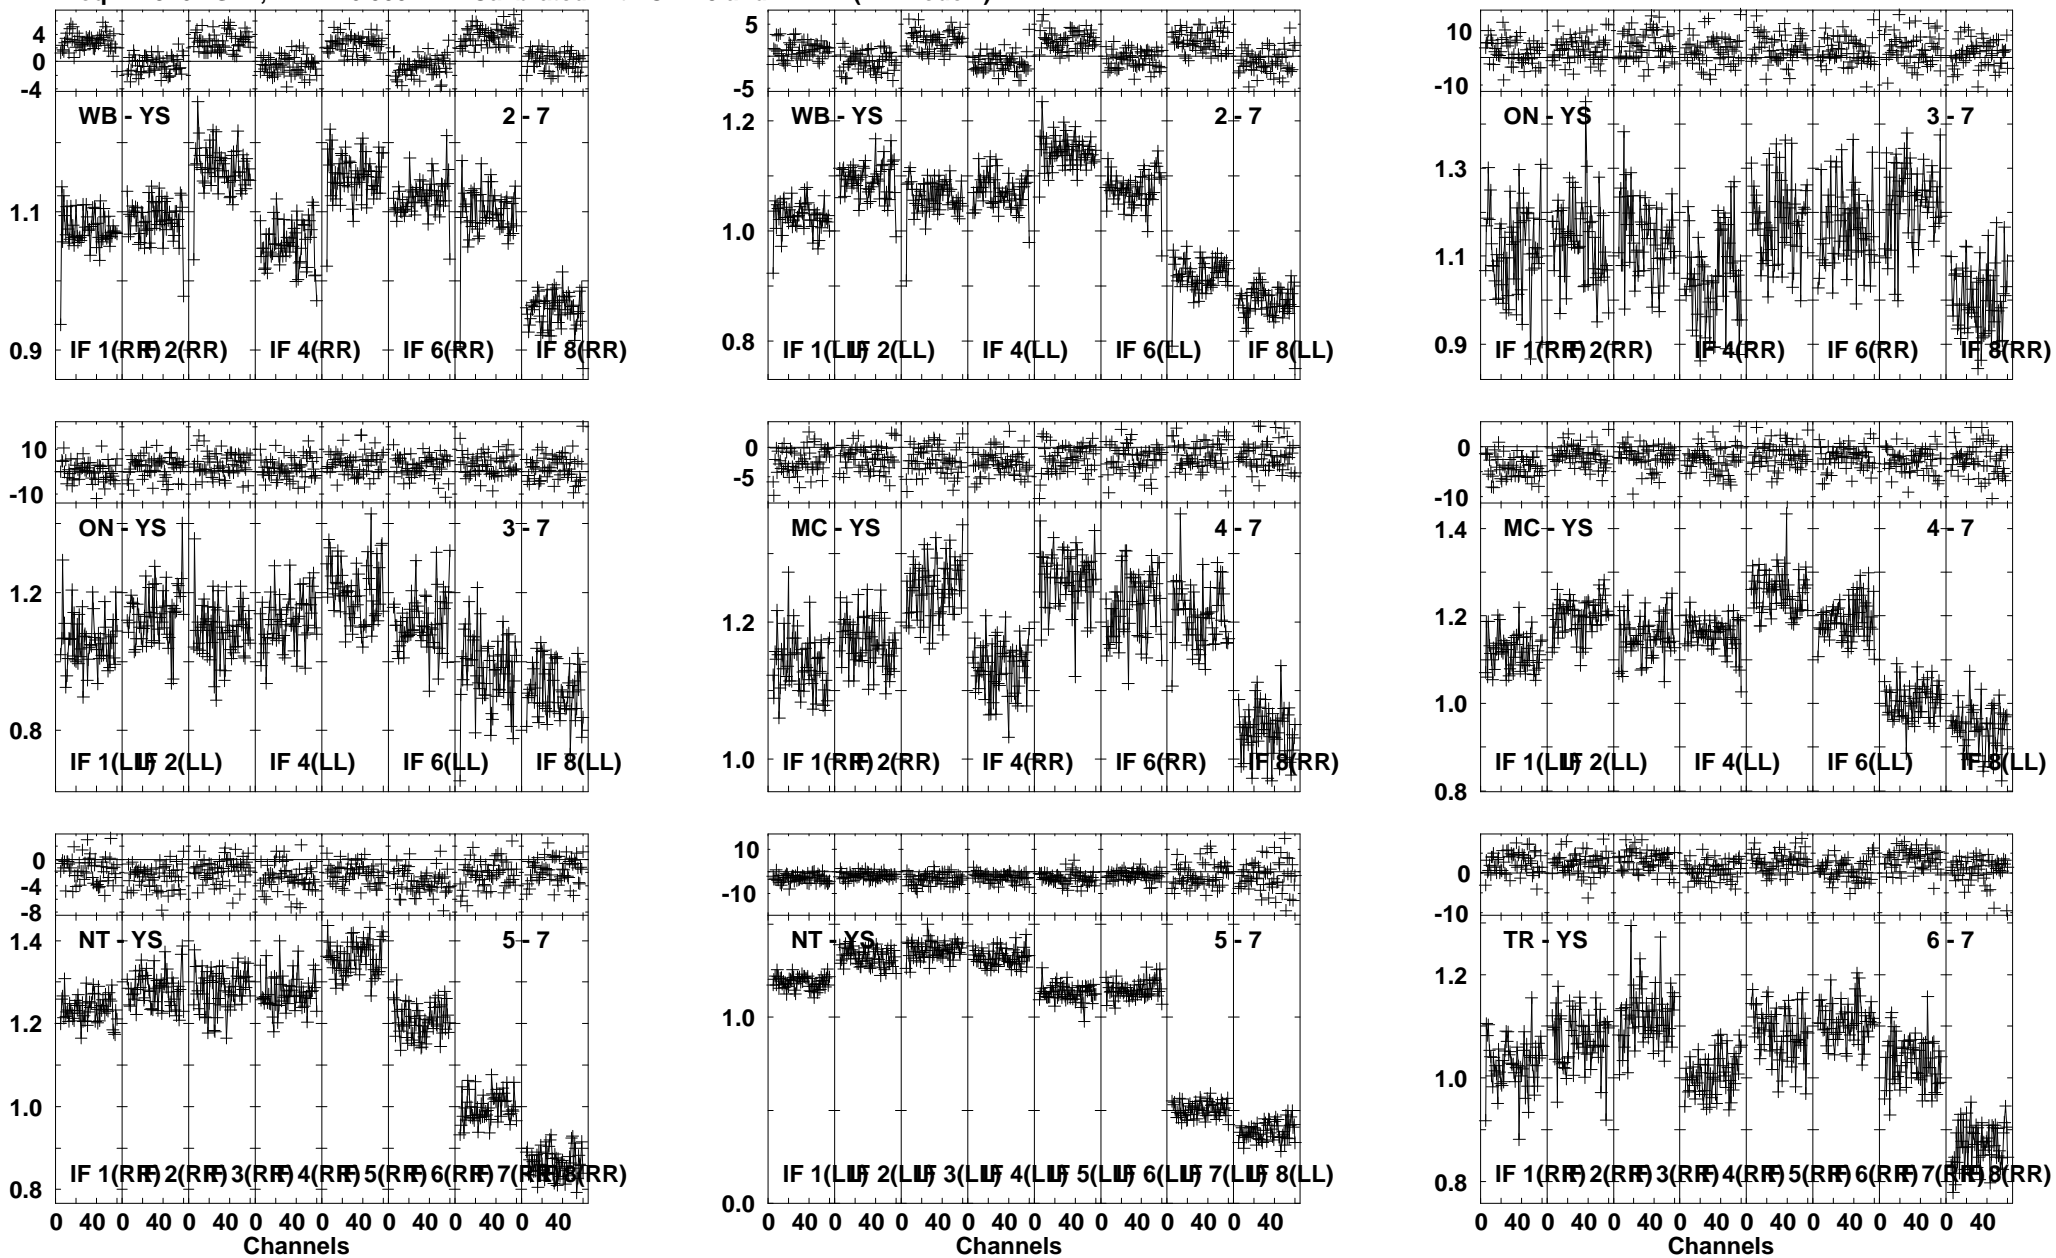 4
0
-4
WB - YS 2 - 7
1.1
0.9
IF 1(RR) IF 2(RR) IF 4(RR) IF 6(RR) IF 8(RR)
5
-5
WB - YS 2 - 7
1.2
1.0
0.8
IF 1(LL) IF 2(LL) IF 4(LL) IF 6(LL) IF 8(LL)
10
-10
ON - YS 3 - 7
1.3
1.1
0.9
IF 1(RR) IF 2(RR) IF 4(RR) IF 6(RR) IF 8(RR)
10
-10
ON - YS 3 - 7
1.2
0.8
IF 1(LL) IF 2(LL) IF 4(LL) IF 6(LL) IF 8(LL)
0
-5
MC - YS 4 - 7
1.2
1.0
IF 1(RR) IF 2(RR) IF 4(RR) IF 6(RR) IF 8(RR)
0
-10
MC - YS 4 - 7
1.4
1.2
1.0
0.8
IF 1(LL) IF 2(LL) IF 4(LL) IF 6(LL) IF 8(LL)
0
-4
-8
NT - YS 5 - 7
1.4
1.2
1.0
0.8
IF 1(RR) IF 2(RR) IF 3(RR) IF 4(RR) IF 5(RR) IF 6(RR) IF 7(RR) IF 8(RR)
0 40 0 40 0 40 0 40 0 40 0 40 0 40 0 40
Channels
10
-10
NT - YS 5 - 7
1.0
0.0
IF 1(LL) IF 2(LL) IF 3(LL) IF 4(LL) IF 5(LL) IF 6(LL) IF 7(LL) IF 8(LL)
0 40 0 40 0 40 0 40 0 40 0 40 0 40 0 40
Channels
0
-10
TR - YS 6 - 7
1.2
1.0
0.8
IF 1(RR) IF 2(RR) IF 3(RR) IF 4(RR) IF 5(RR) IF 6(RR) IF 7(RR) IF 8(RR)
0 40 0 40 0 40 0 40 0 40 0 40 0 40 0 40
Channels